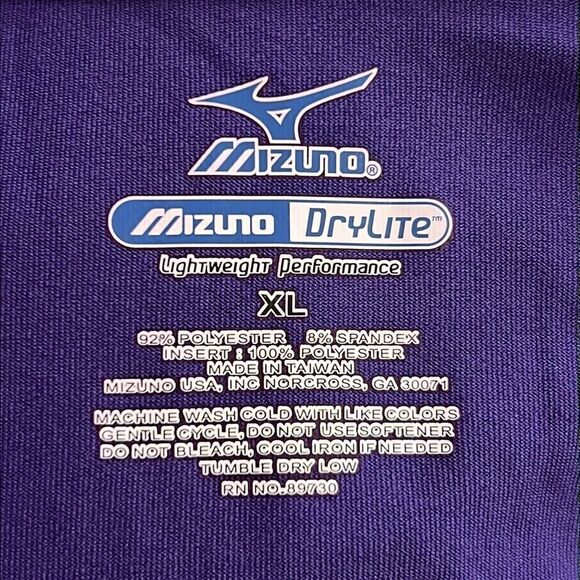 Mizuno®
Mizuno DryLite™
Lightweight Performance
XL
92% POLYESTER 8% SPANDEX
INSERT : 100% POLYESTER
MADE IN TAIWAN
MIZUNO USA, INC NORCROSS, GA 30071
MACHINE WASH COLD WITH LIKE COLORS
GENTLE CYCLE, DO NOT USE SOFTENER
DO NOT BLEACH, COOL IRON IF NEEDED
TUMBLE DRY LOW
RN NO.89730